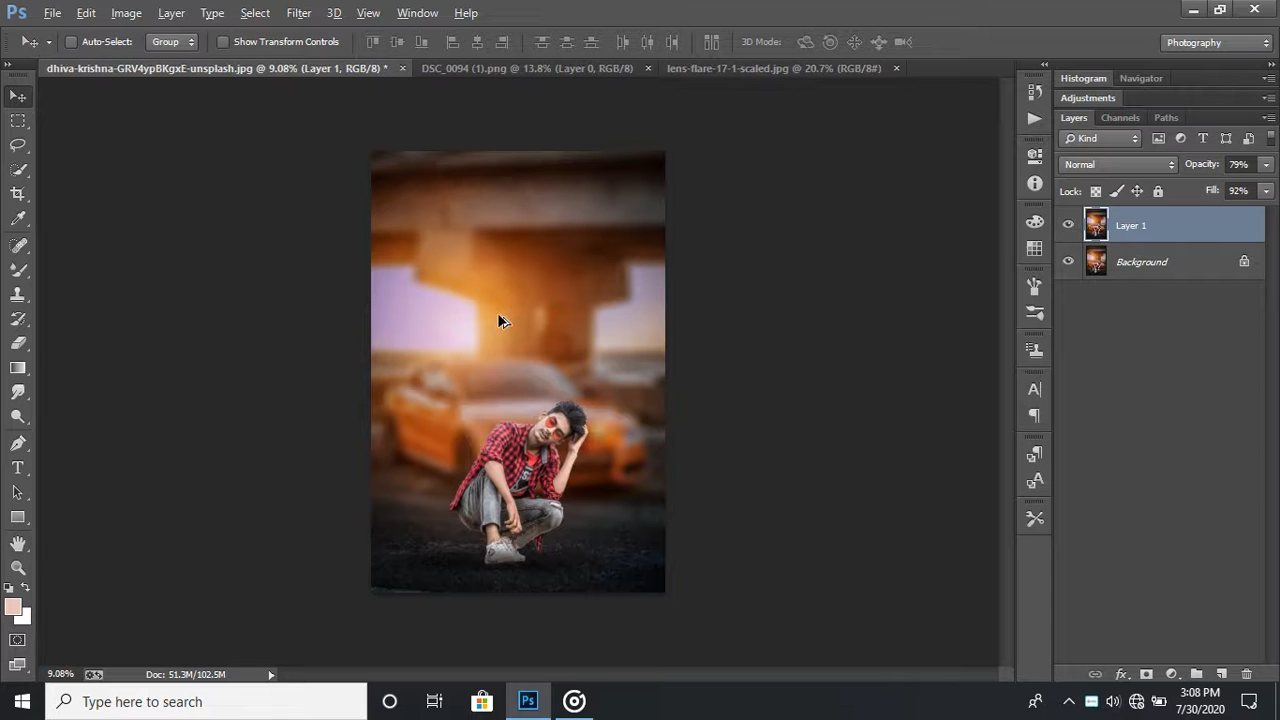 Ps File Edit Image Layer Type Select Filter 3D View Window Help
Auto-Select: Group Show Transform Controls 3D Mode: Photography
dhiva-krishna-GRV4ypBKgxE-unsplash.jpg @ 9.08% (Layer 1, RGB/8) * × DSC_0094 (1).png @ 13.8% (Layer 0, RGB/8) × lens-flare-17-1-scaled.jpg @ 20.7% (RGB/8#) ×
Histogram Navigator
Adjustments
Layers Channels Paths
Kind
Normal Opacity: 79%
Lock: Fill: 92%
Layer 1
Background
9.08% Doc: 51.3M/102.5M
Type here to search
Ps
3:08 PM
7/30/2020